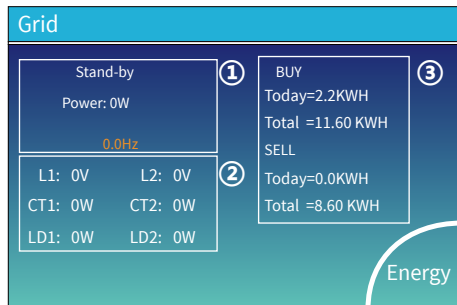 Grid
Stand-by
Power: 0W
0.0Hz
①
L1: 0V L2: 0V
CT1: 0W CT2: 0W
LD1: 0W LD2: 0W
②
BUY
Today=2.2KWH
Total =11.60 KWH
SELL
Today=0.0KWH
Total =8.60 KWH
③
Energy